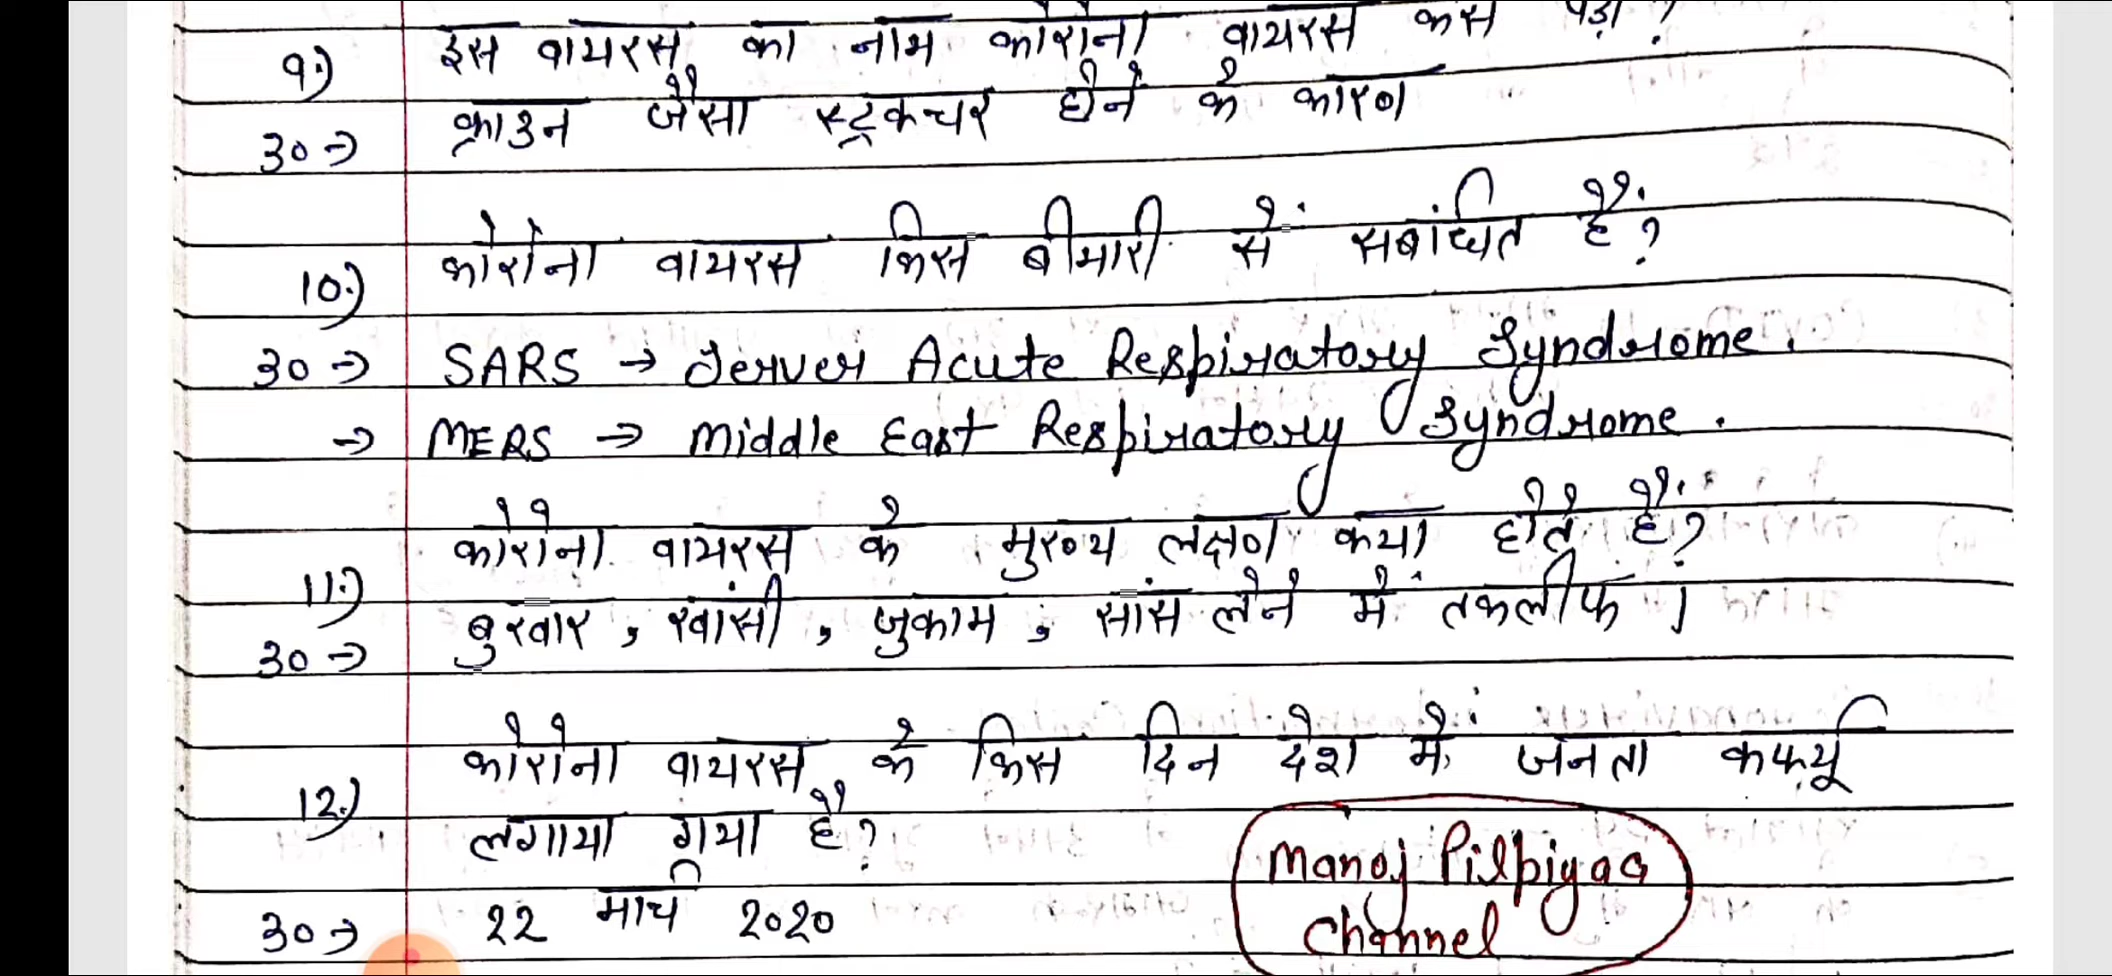 9.) इस वायरस का नाम कोरोना वायरस कैसे पड़ा ?
उ० → क्राउन जैसा स्ट्रक्चर होने के कारण
10.) कोरोना वायरस किस बीमारी से सबांधित है?
उ० → SARS → Server Acute Respiratory Syndrome.
→ MERS → Middle East Respiratory Syndrome.
11.) कोरोना वायरस के मुख्य लक्षण क्या होते हैं?
उ० → बुखार, खांसी, जुकाम, सांस लेने में तकलीफ।
12.) कोरोना वायरस के किस दिन देश में जनता कर्फ्यू
लगाया गया है?
उ० → 22 मार्च 2020
Manoj Pilpiyaa
Channel